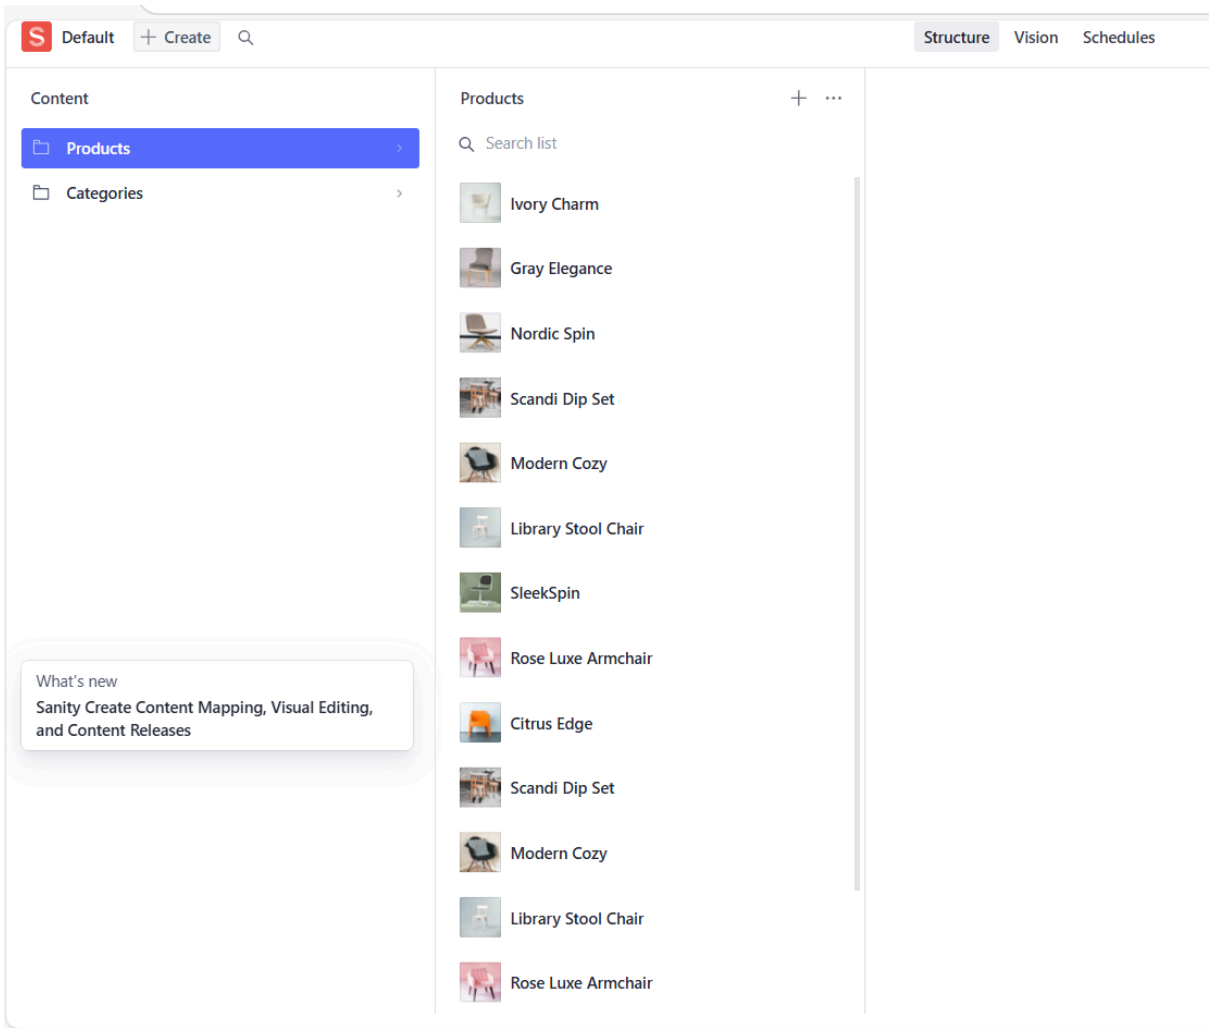 S Default + Create
Structure Vision Schedules
Content
Products
Categories
What's new
Sanity Create Content Mapping, Visual Editing,
and Content Releases
Products
Search list
Ivory Charm
Gray Elegance
Nordic Spin
Scandi Dip Set
Modern Cozy
Library Stool Chair
SleekSpin
Rose Luxe Armchair
Citrus Edge
Scandi Dip Set
Modern Cozy
Library Stool Chair
Rose Luxe Armchair